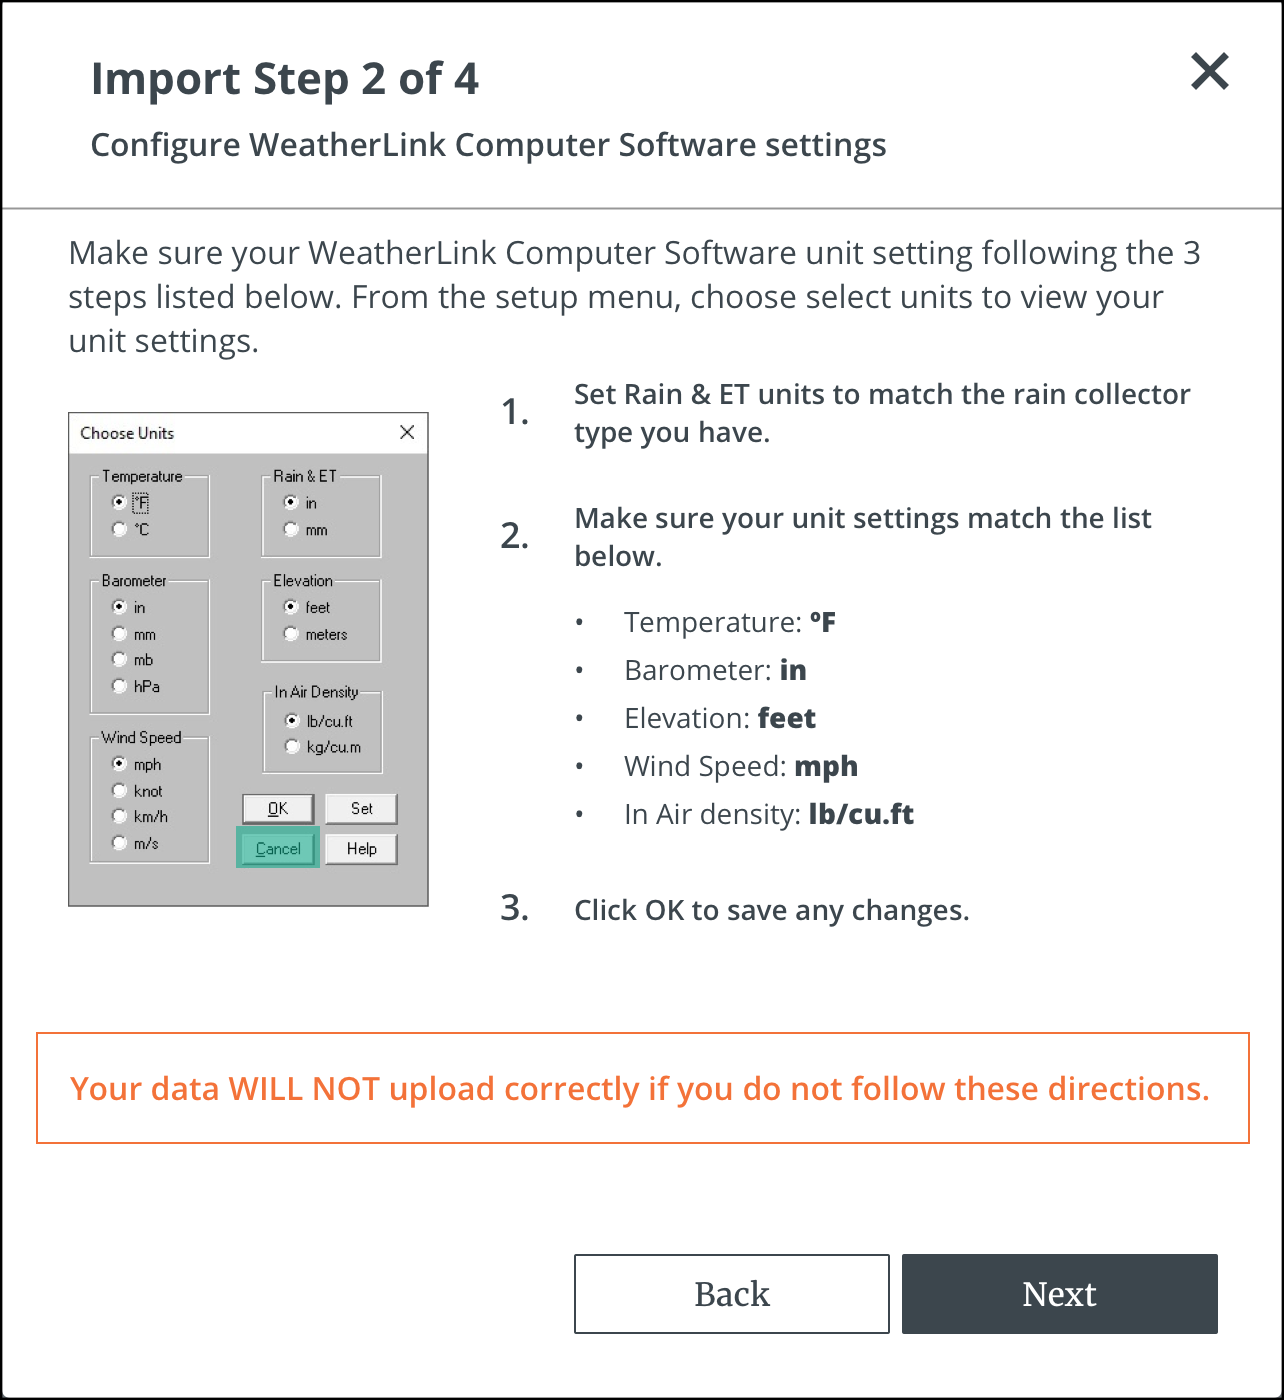 Import Step 2 of 4
Configure WeatherLink Computer Software settings
Make sure your WeatherLink Computer Software unit setting following the 3
steps listed below. From the setup menu, choose select units to view your
unit settings.
Choose Units
Temperature
°F
°C
Barometer
in
mm
mb
hPa
Wind Speed
mph
knot
km/h
m/s
Rain & ET
in
mm
Elevation
feet
meters
In Air Density
lb/cu.ft
kg/cu.m
OK
Set
Cancel
Help
1. Set Rain & ET units to match the rain collector
type you have.
2. Make sure your unit settings match the list
below.
• Temperature: °F
• Barometer: in
• Elevation: feet
• Wind Speed: mph
• In Air density: lb/cu.ft
3. Click OK to save any changes.
Your data WILL NOT upload correctly if you do not follow these directions.
Back
Next